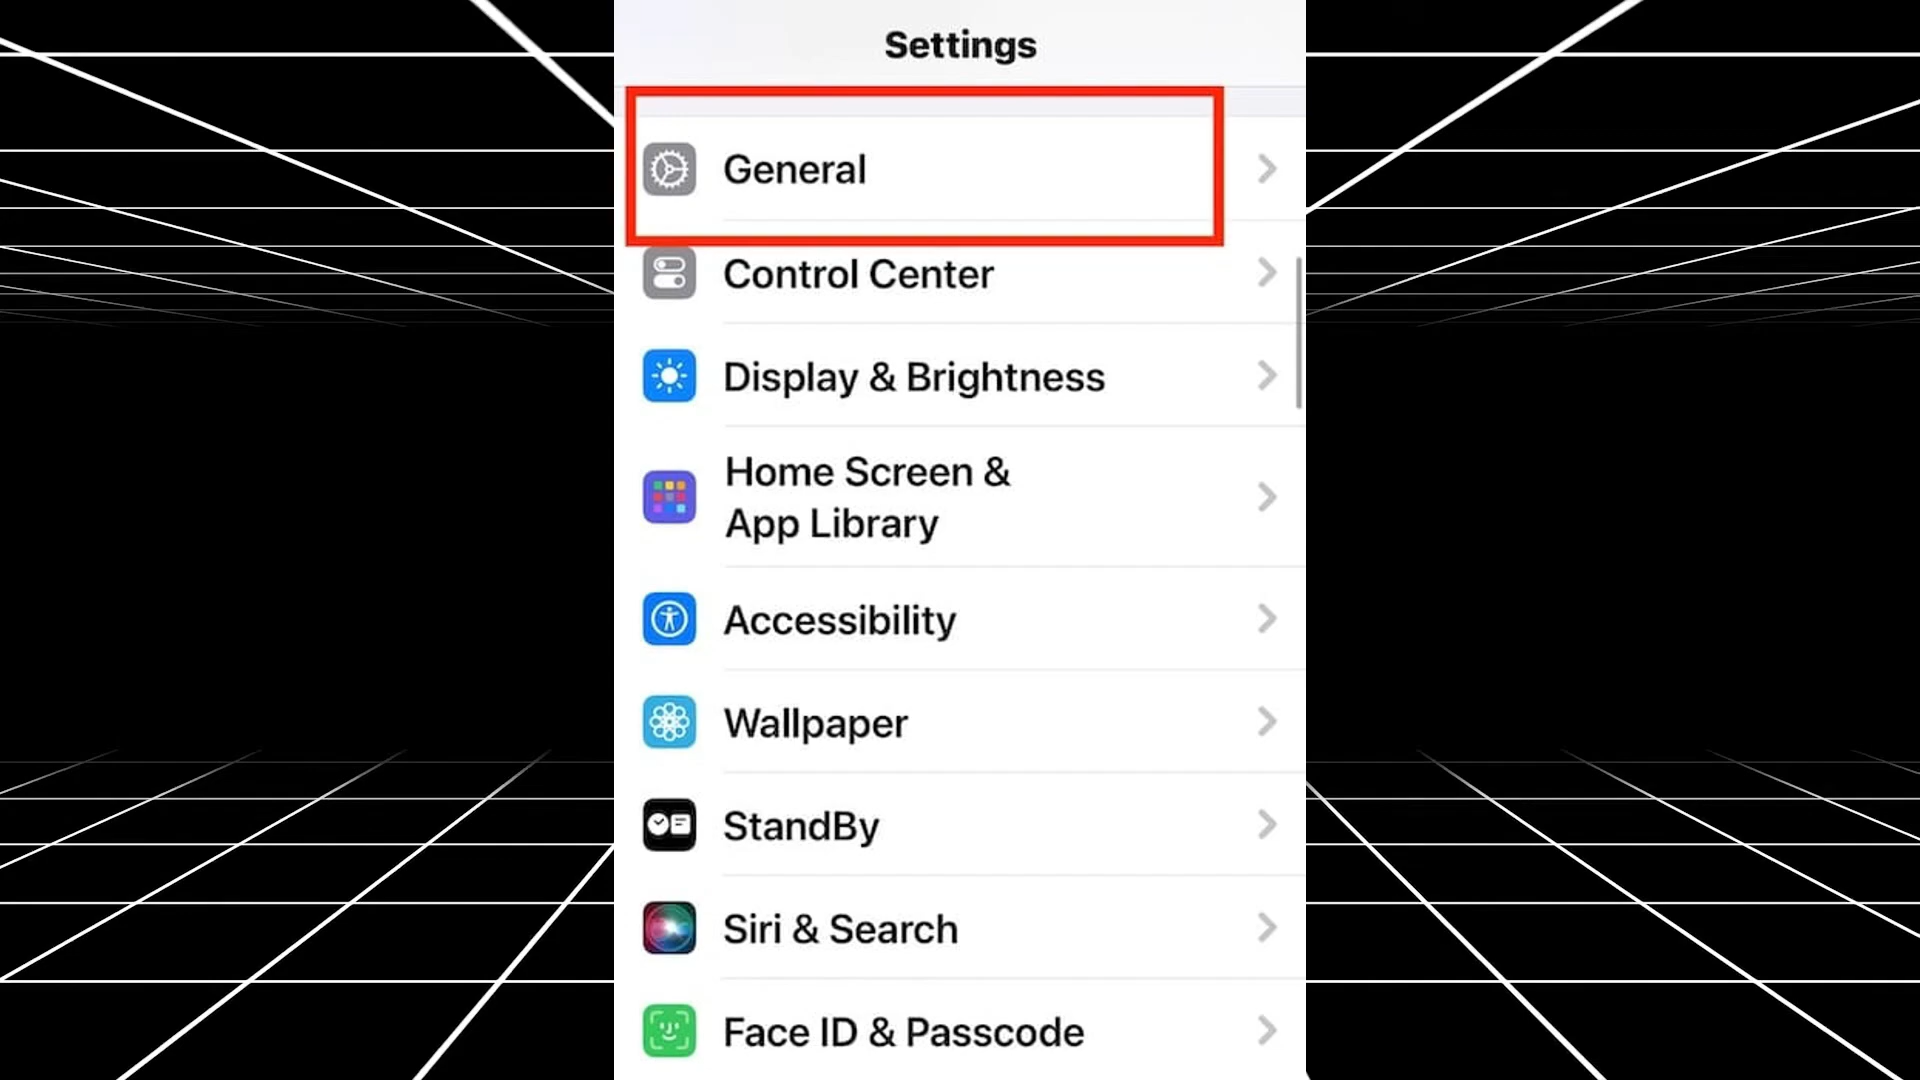 Settings
General
Control Center
Display & Brightness
Home Screen &
App Library
Accessibility
Wallpaper
StandBy
Siri & Search
Face ID & Passcode